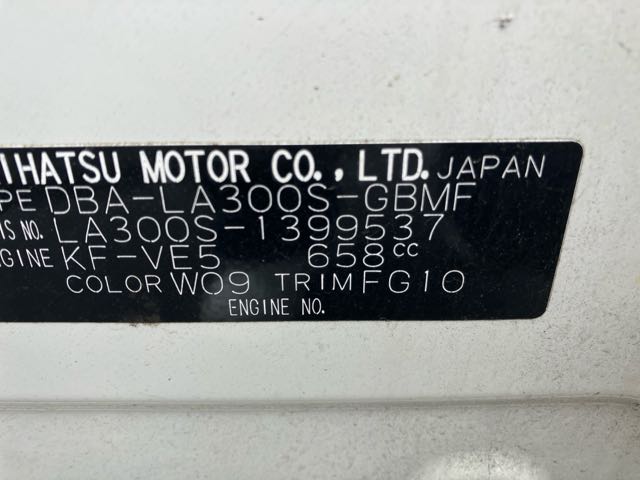 IHATSU MOTOR CO., LTD. JAPAN
PE DBA-LA300S-GBMF
IS NO. LA300S-1399537
GINE KF-VE5 658cc
COLOR W09 TRIM FG10
ENGINE NO.